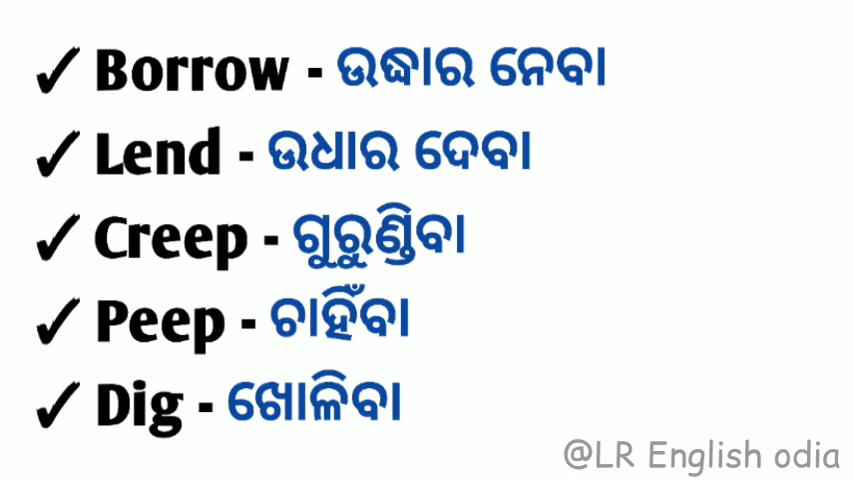 ✓ Borrow - ଉଦ୍ଧାର ନେବା
✓ Lend - ଉଧାର ଦେବା
✓ Creep - ଗୁରୁଣ୍ଡିବା
✓ Peep - ଚାହିଁବା
✓ Dig - ଖୋଳିବା
@LR English odia